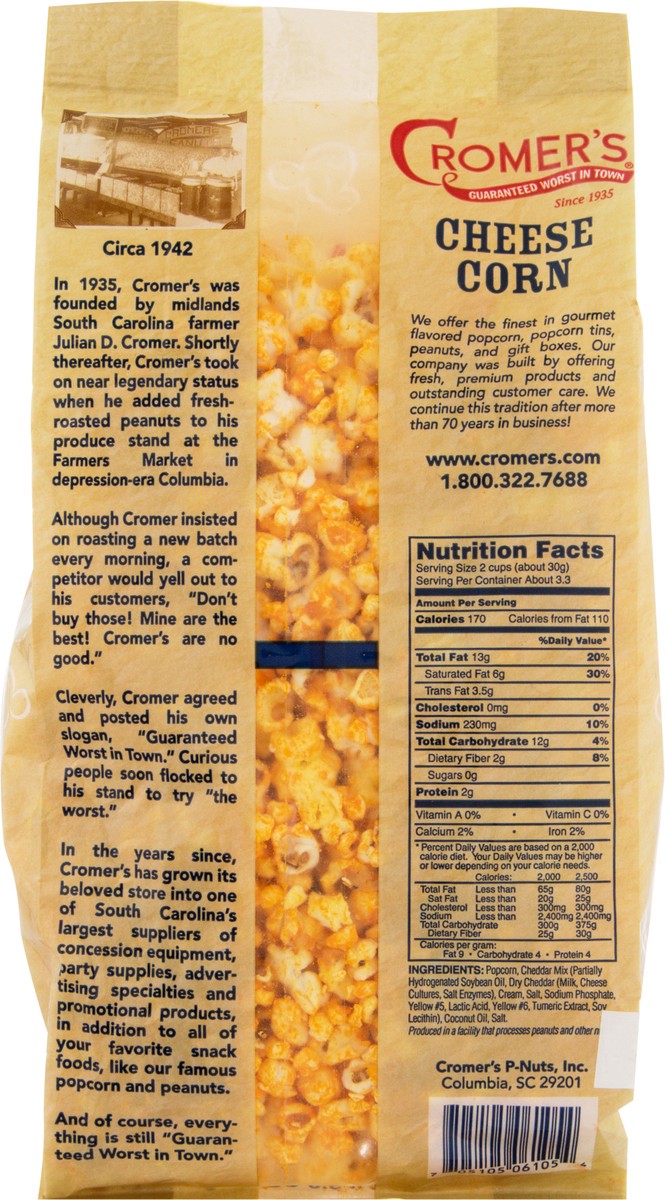 CROMER'S
Circa 1942
In 1935, Cromer's was
founded by midlands
South Carolina farmer
Julian D. Cromer. Shortly
thereafter, Cromer's took
on near legendary status
when he added fresh-
roasted peanuts to his
produce stand at the
Farmers Market in
depression-era Columbia.
Although Cromer insisted
on roasting a new batch
every morning, a com-
petitor would yell out to
his customers, "Don't
buy those! Mine are the
best! Cromer's are no
good."
Cleverly, Cromer agreed
and posted his own
slogan, "Guaranteed
Worst in Town." Curious
people soon flocked to
his stand to try "the
worst."
In the years since,
Cromer's has grown its
beloved store into one
of South Carolina's
largest suppliers of
concession equipment,
party supplies, adver-
tising specialties and
promotional products,
in addition to all of
your favorite snack
foods, like our famous
popcorn and peanuts.
And of course, every-
thing is still "Guaran-
teed Worst in Town."
CROMER'S®
GUARANTEED WORST IN TOWN
Since 1935
CHEESE
CORN
We offer the finest in gourmet
flavored popcorn, popcorn tins,
peanuts, and gift boxes. Our
company was built by offering
fresh, premium products and
outstanding customer care. We
continue this tradition after more
than 70 years in business!
www.cromers.com
1.800.322.7688
Nutrition Facts
Serving Size 2 cups (about 30g)
Serving Per Container About 3.3
Amount Per Serving
Calories 170 Calories from Fat 110
%Daily Value*
Total Fat 13g 20%
Saturated Fat 6g 30%
Trans Fat 3.5g
Cholesterol 0mg 0%
Sodium 230mg 10%
Total Carbohydrate 12g 4%
Dietary Fiber 2g 8%
Sugars 0g
Protein 2g
Vitamin A 0% • Vitamin C 0%
Calcium 2% • Iron 2%
*Percent Daily Values are based on a 2,000
calorie diet. Your Daily Values may be higher
or lower depending on your calorie needs.
Calories: 2,000 2,500
Total Fat Less than 65g 80g
Sat Fat Less than 20g 25g
Cholesterol Less than 300mg 300mg
Sodium Less than 2,400mg 2,400mg
Total Carbohydrate 300g 375g
Dietary Fiber 25g 30g
Calories per gram:
Fat 9 • Carbohydrate 4 • Protein 4
INGREDIENTS: Popcorn, Cheddar Mix (Partially
Hydrogenated Soybean Oil, Dry Cheddar (Milk, Cheese
Cultures, Salt Enzymes), Cream, Salt, Sodium Phosphate,
Yellow #5, Lactic Acid, Yellow #6, Tumeric Extract, Soy
Lecithin), Coconut Oil, Salt.
Produced in a facility that processes peanuts and other
Cromer's P-Nuts, Inc.
Columbia, SC 29201
05105 06105